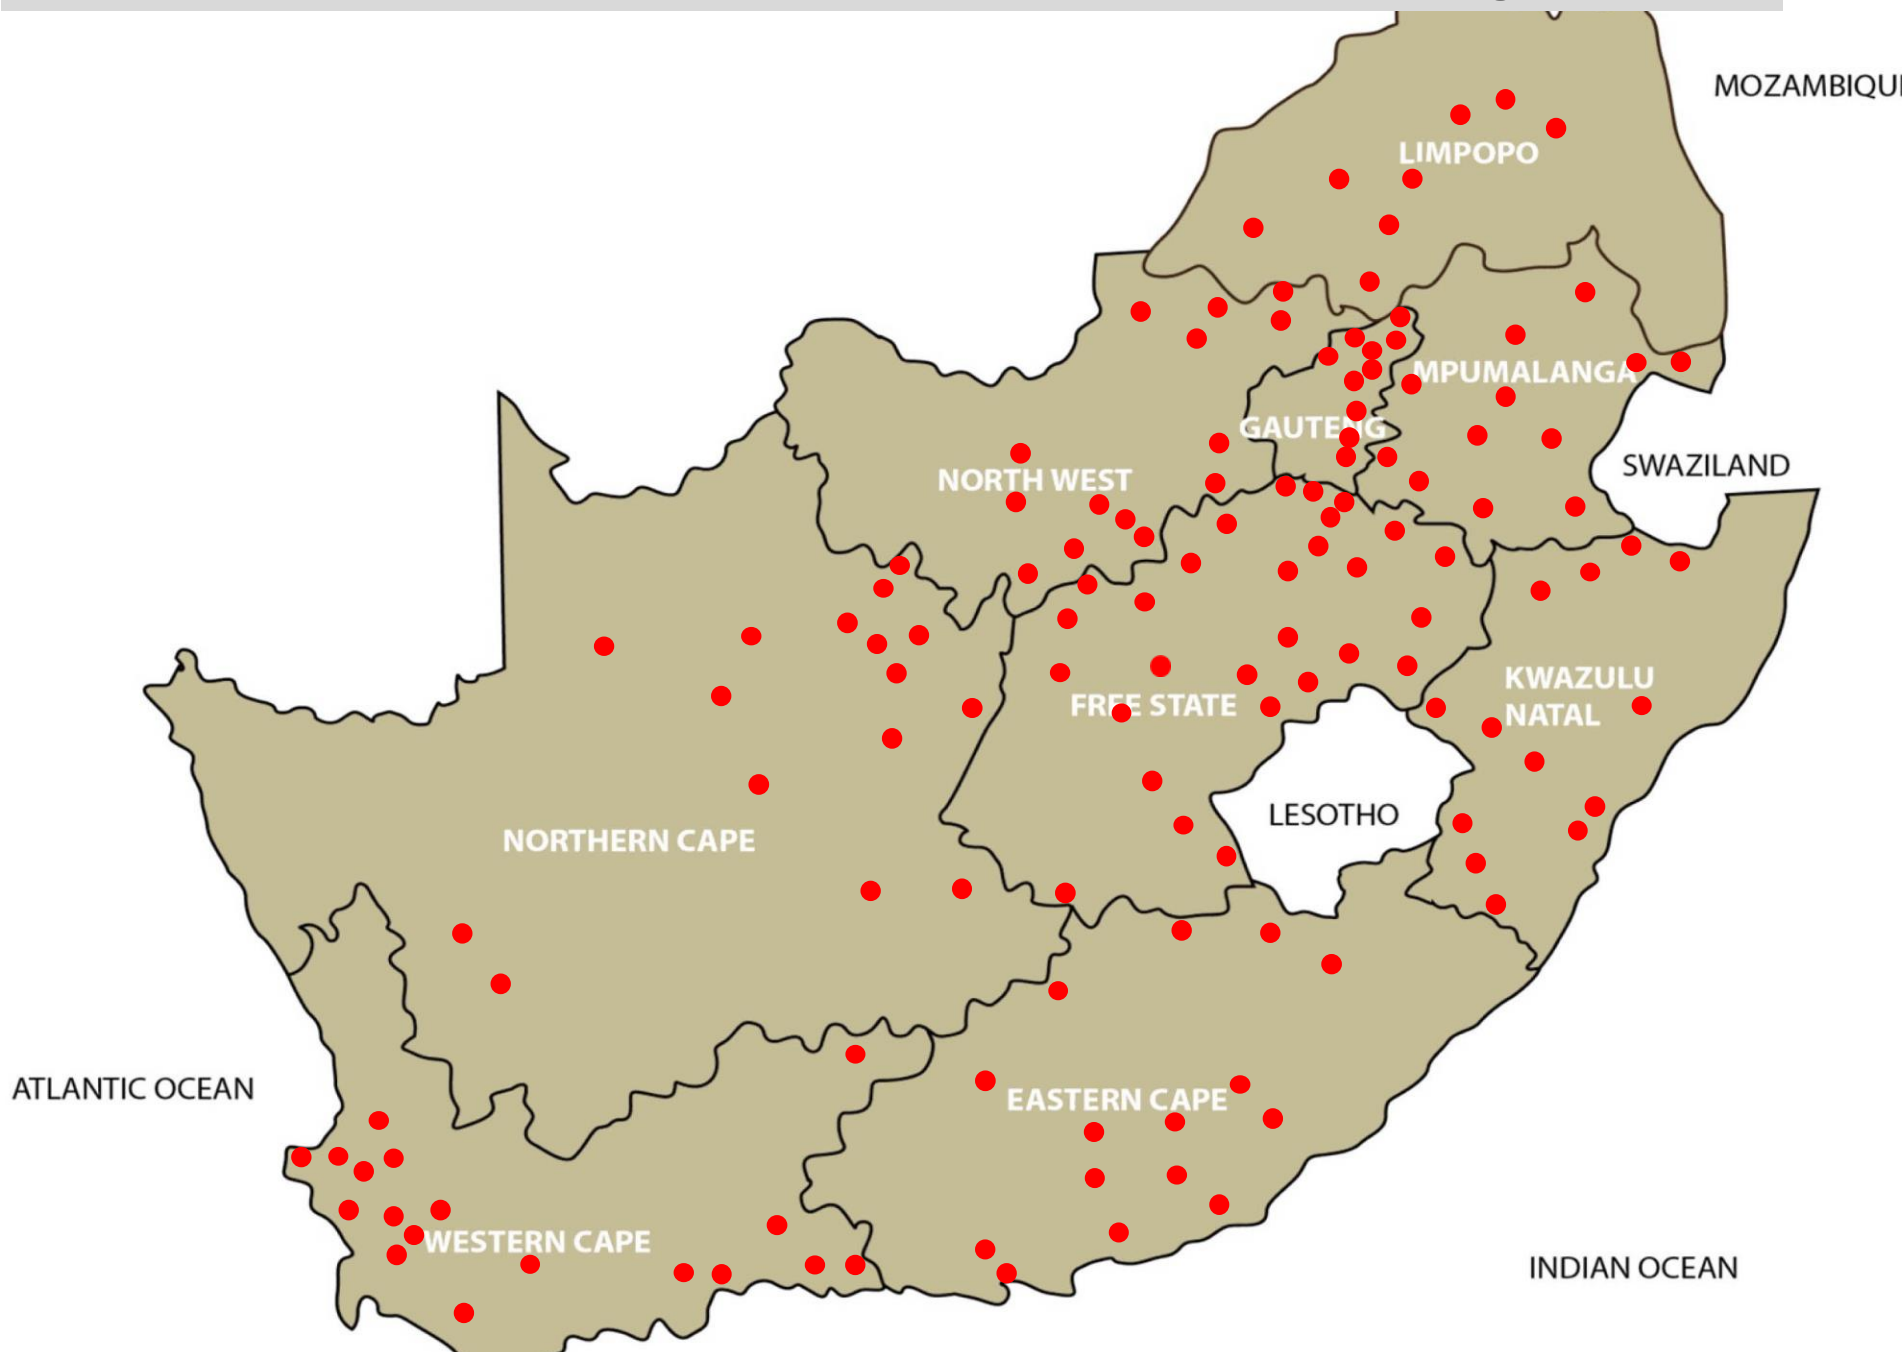 MOZAMBIQU
LIMPOPO
MPUMALANGA
GAUTENG
SWAZILAND
NORTH WEST
KWAZULU
NATAL
FREE STATE
LESOTHO
NORTHERN CAPE
ATLANTIC OCEAN
EASTERN CAPE
WESTERN CAPE
INDIAN OCEAN